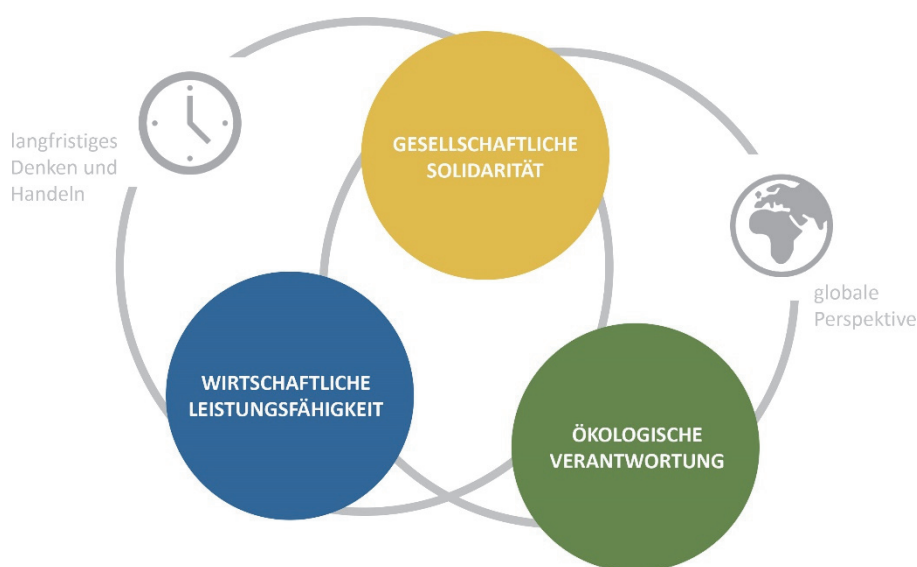 langfristiges
Denken und
Handeln
GESELLSCHAFTLICHE
SOLIDARITÄT
globale
Perspektive
WIRTSCHAFTLICHE
LEISTUNGSFÄHIGKEIT
ÖKOLOGISCHE
VERANTWORTUNG